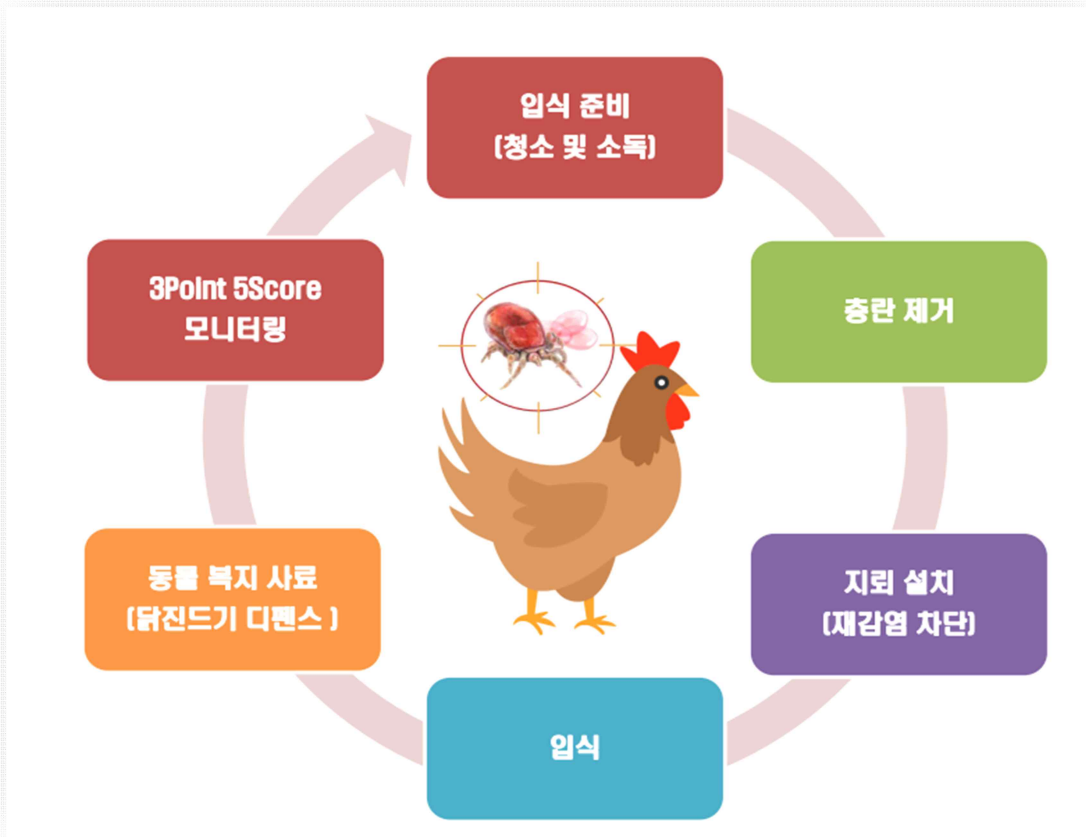 입식 준비
(청소 및 소독)
충란 제거
지뢰 설치
(재감염 차단)
입식
동물 복지 사료
(닭진드기 디펜스 )
3Point 5Score
모니터링